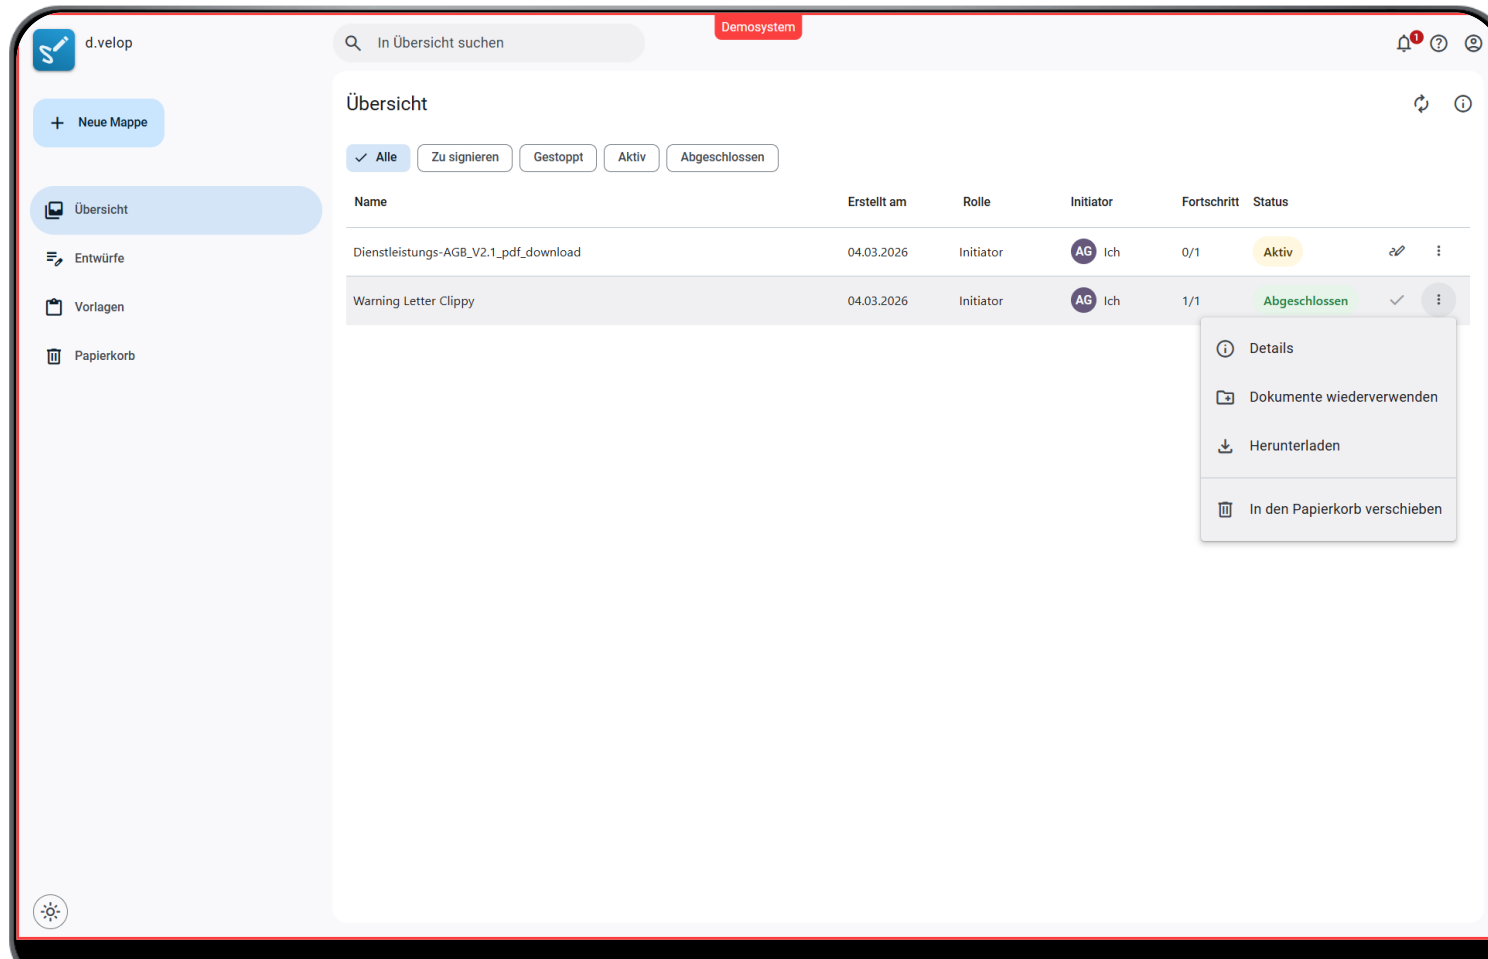 Demosystem
d.velop
In Übersicht suchen
1
Neue Mappe
Übersicht
Entwürfe
Vorlagen
Papierkorb
Übersicht
Alle Zu signieren Gestoppt Aktiv Abgeschlossen
Name Erstellt am Rolle Initiator Fortschritt Status
Dienstleistungs-AGB_V2.1_pdf_download 04.03.2026 Initiator AG Ich 0/1 Aktiv
Warning Letter Clippy 04.03.2026 Initiator AG Ich 1/1 Abgeschlossen
Details
Dokumente wiederverwenden
Herunterladen
In den Papierkorb verschieben